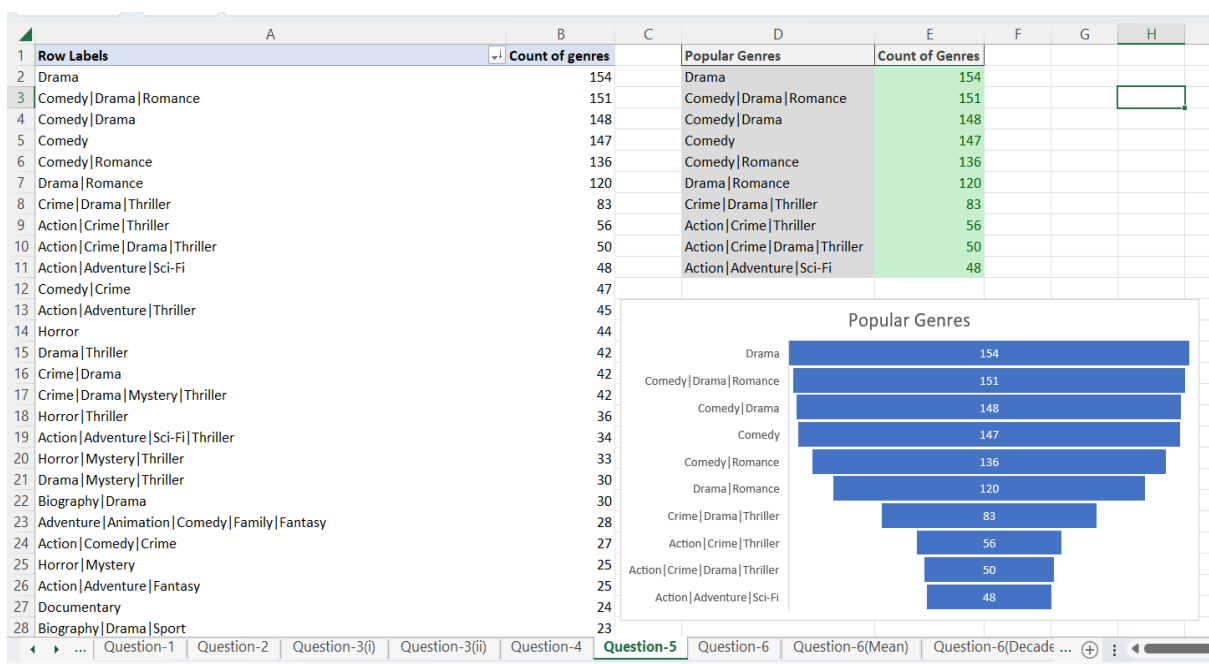 A B C D E F G H
1 Row Labels Count of genres Popular Genres Count of Genres
2 Drama 154 Drama 154
3 Comedy|Drama|Romance 151 Comedy|Drama|Romance 151
4 Comedy|Drama 148 Comedy|Drama 148
5 Comedy 147 Comedy 147
6 Comedy|Romance 136 Comedy|Romance 136
7 Drama|Romance 120 Drama|Romance 120
8 Crime|Drama|Thriller 83 Crime|Drama|Thriller 83
9 Action|Crime|Thriller 56 Action|Crime|Thriller 56
10 Action|Crime|Drama|Thriller 50 Action|Crime|Drama|Thriller 50
11 Action|Adventure|Sci-Fi 48 Action|Adventure|Sci-Fi 48
12 Comedy|Crime 47
13 Action|Adventure|Thriller 45
14 Horror 44
15 Drama|Thriller 42
16 Crime|Drama 42
17 Crime|Drama|Mystery|Thriller 42
18 Horror|Thriller 36
19 Action|Adventure|Sci-Fi|Thriller 34
20 Horror|Mystery|Thriller 33
21 Drama|Mystery|Thriller 30
22 Biography|Drama 30
23 Adventure|Animation|Comedy|Family|Fantasy 28
24 Action|Comedy|Crime 27
25 Horror|Mystery 25
26 Action|Adventure|Fantasy 25
27 Documentary 24
28 Biography|Drama|Sport 23
Popular Genres
Drama 154
Comedy|Drama|Romance 151
Comedy|Drama 148
Comedy 147
Comedy|Romance 136
Drama|Romance 120
Crime|Drama|Thriller 83
Action|Crime|Thriller 56
Action|Crime|Drama|Thriller 50
Action|Adventure|Sci-Fi 48
... Question-1 Question-2 Question-3(i) Question-3(ii) Question-4 Question-5 Question-6 Question-6(Mean) Question-6(Decade ...